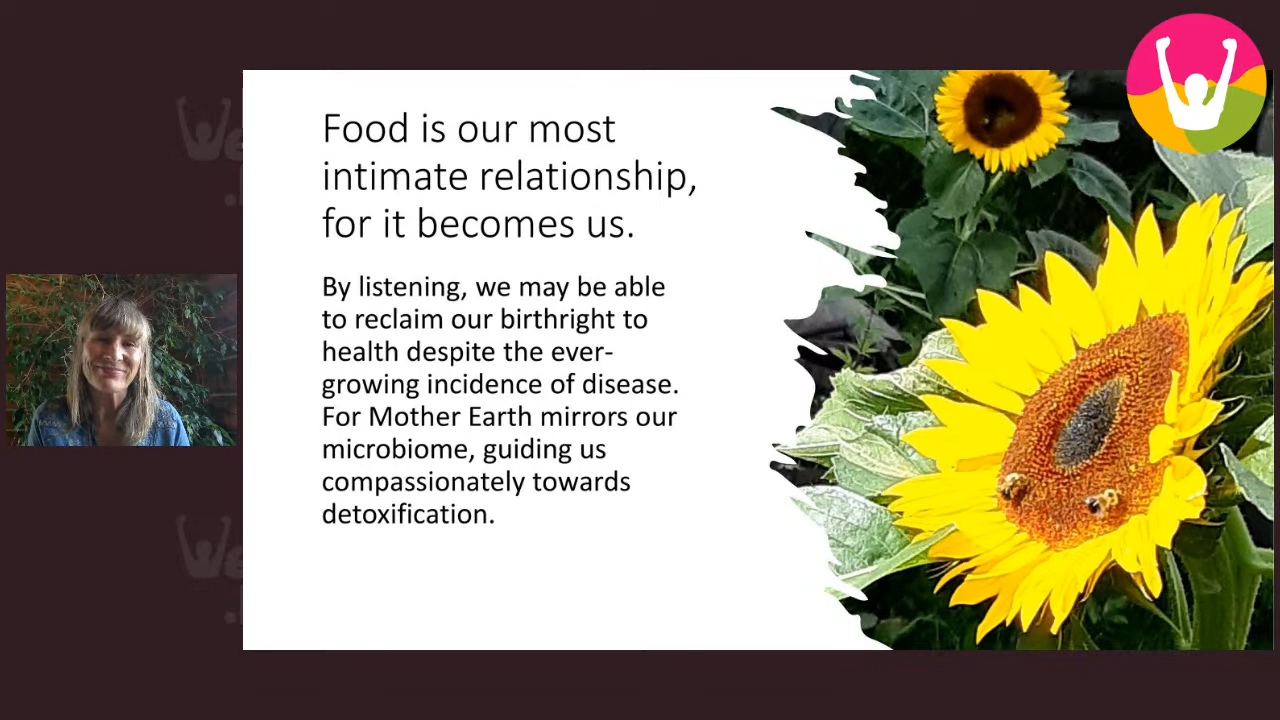 Food is our most
intimate relationship,
for it becomes us.
By listening, we may be able
to reclaim our birthright to
health despite the ever-
growing incidence of disease.
For Mother Earth mirrors our
microbiome, guiding us
compassionately towards
detoxification.